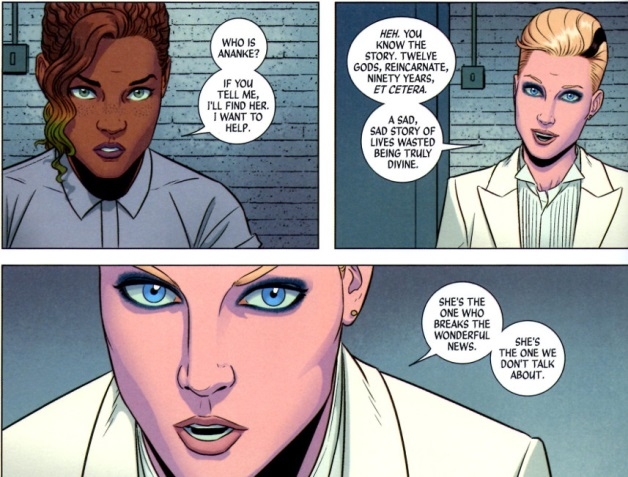 WHO IS
ANANKE?
IF YOU
TELL ME,
I'LL FIND HER.
I WANT TO
HELP.
HEH. YOU
KNOW THE
STORY. TWELVE
GODS, REINCARNATE,
NINETY YEARS,
ET CETERA.
A SAD,
SAD STORY OF
LIVES WASTED
BEING TRULY
DIVINE.
SHE'S THE
ONE WHO
BREAKS THE
WONDERFUL
NEWS.
SHE'S
THE ONE WE
DON'T TALK
ABOUT.